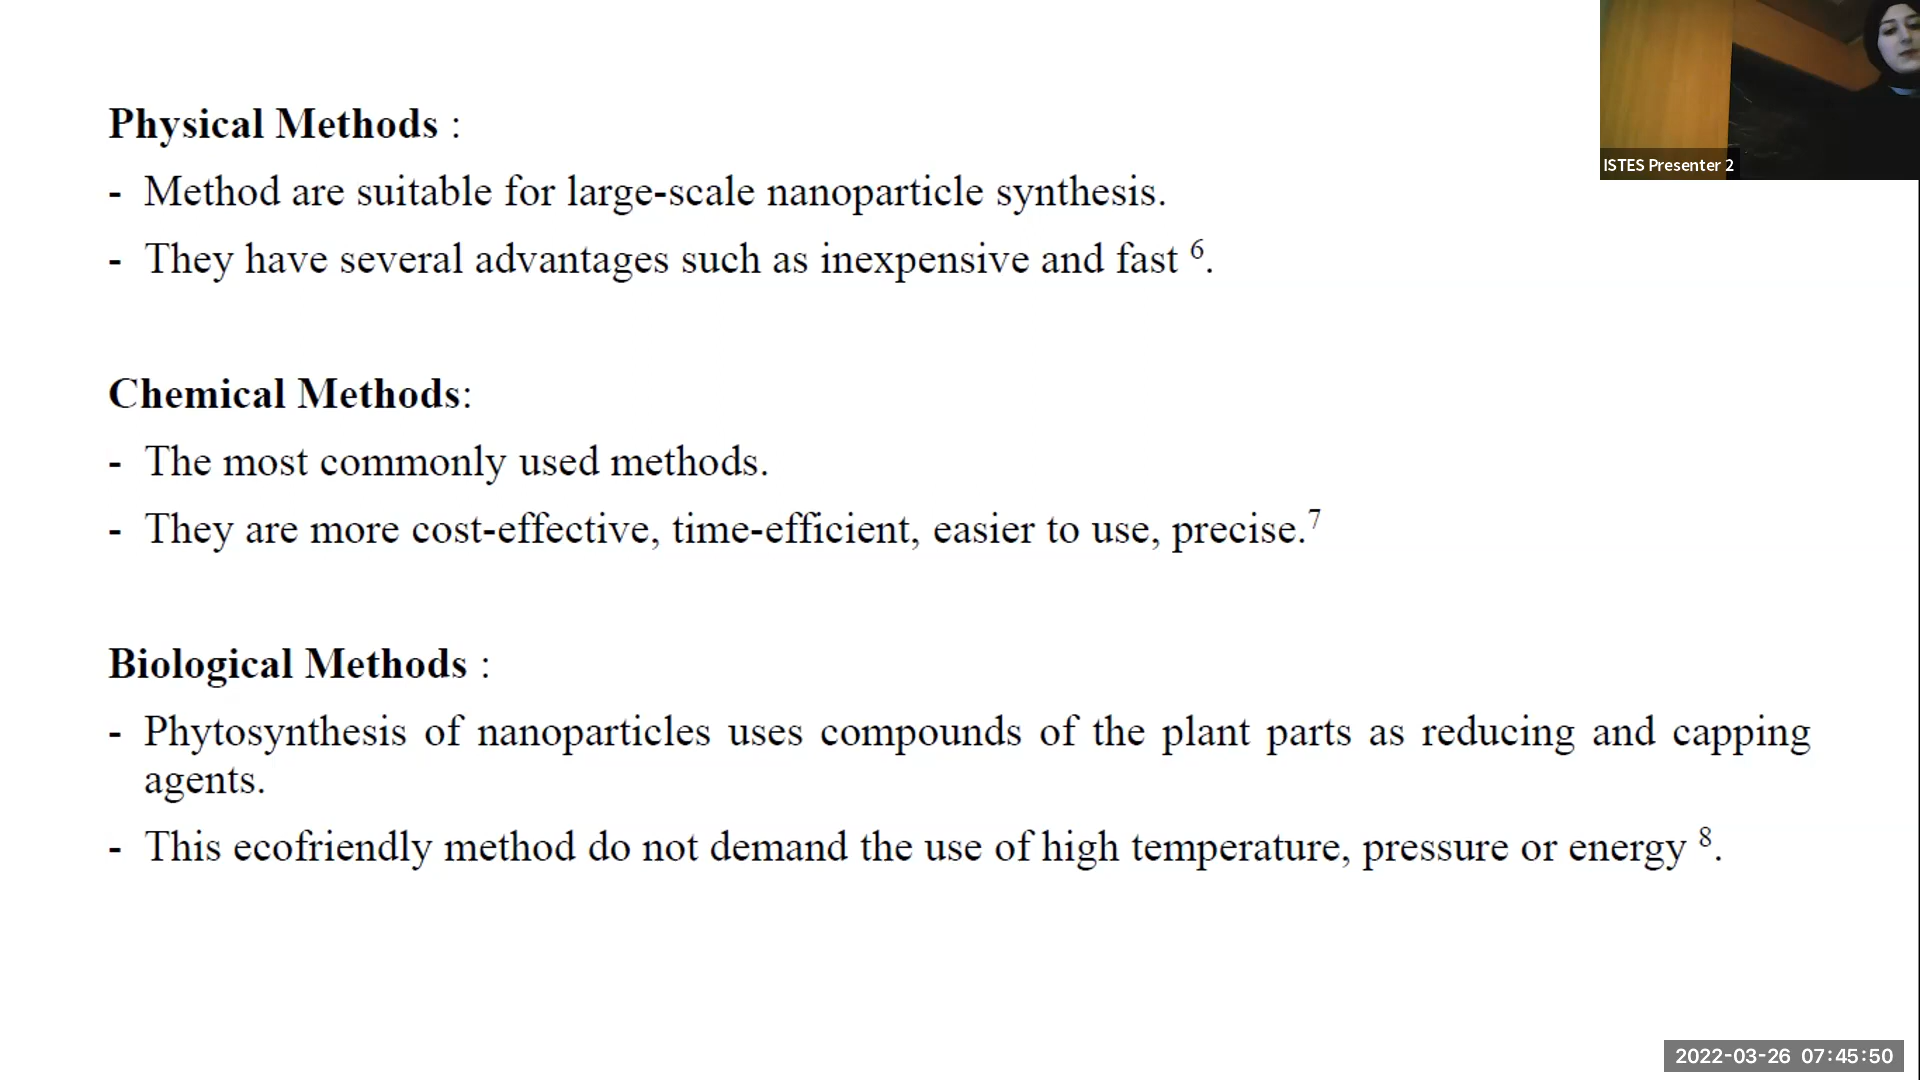 Physical Methods :
- Method are suitable for large-scale nanoparticle synthesis.
- They have several advantages such as inexpensive and fast 6.
Chemical Methods:
- The most commonly used methods.
- They are more cost-effective, time-efficient, easier to use, precise.7
Biological Methods :
- Phytosynthesis of nanoparticles uses compounds of the plant parts as reducing and capping
agents.
- This ecofriendly method do not demand the use of high temperature, pressure or energy 8.
ISTES Presenter 2
2022-03-26 07:45:50